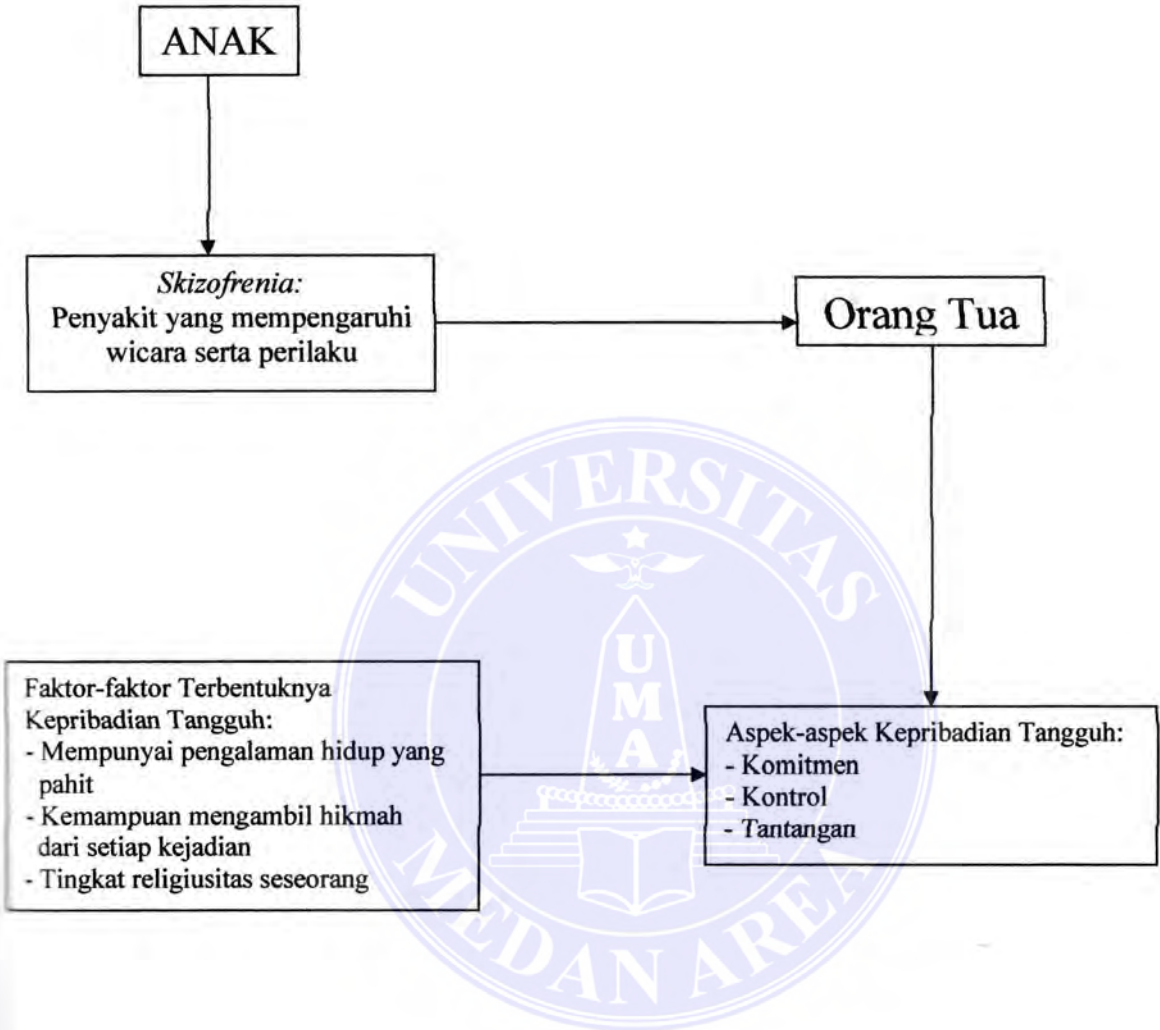 ANAK
Skizofrenia:
Penyakit yang mempengaruhi
wicara serta perilaku
Orang Tua
Faktor-faktor Terbentuknya
Kepribadian Tangguh:
- Mempunyai pengalaman hidup yang
pahit
- Kemampuan mengambil hikmah
dari setiap kejadian
- Tingkat religiusitas seseorang
Aspek-aspek Kepribadian Tangguh:
- Komitmen
- Kontrol
- Tantangan
UNIVERSITAS
UMA
MEDAN AREA